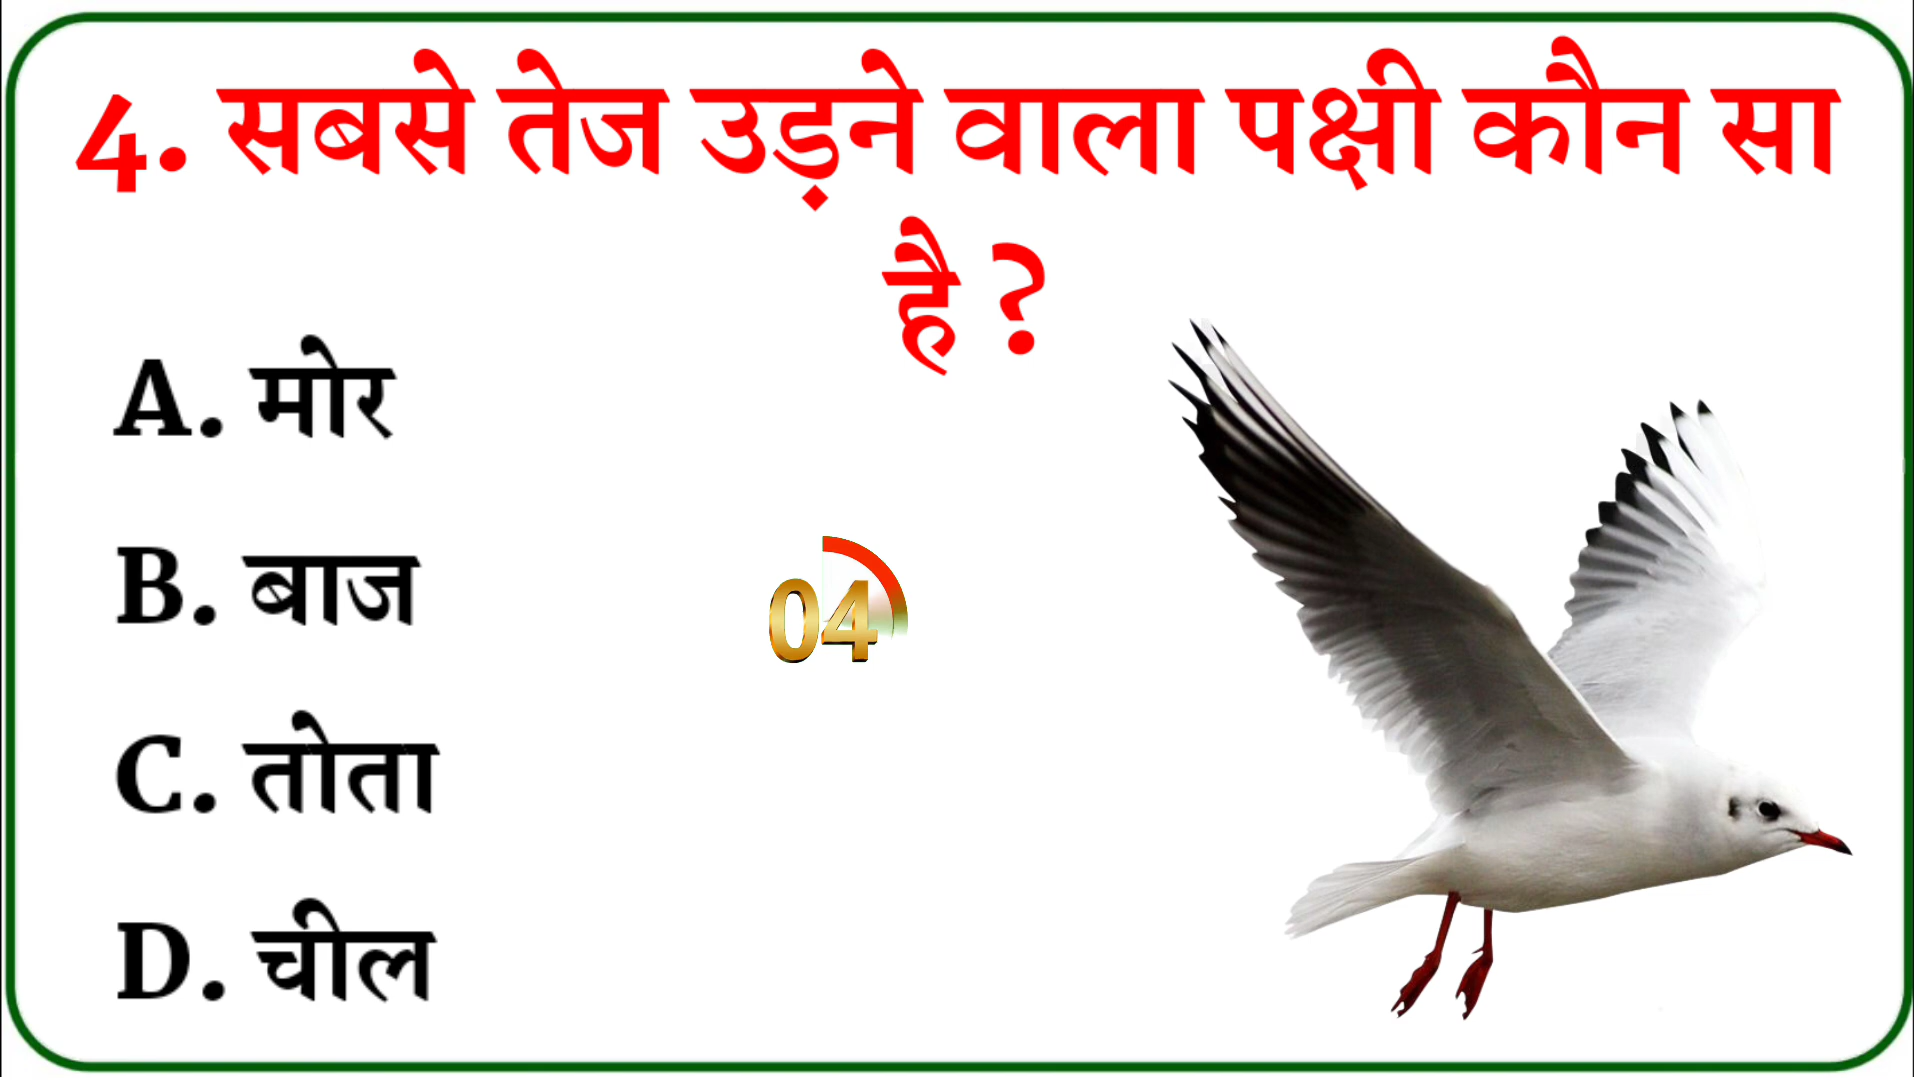 4. सबसे तेज उड़ने वाला पक्षी कौन सा
है ?
A. मोर
B. बाज
04
C. तोता
D. चील